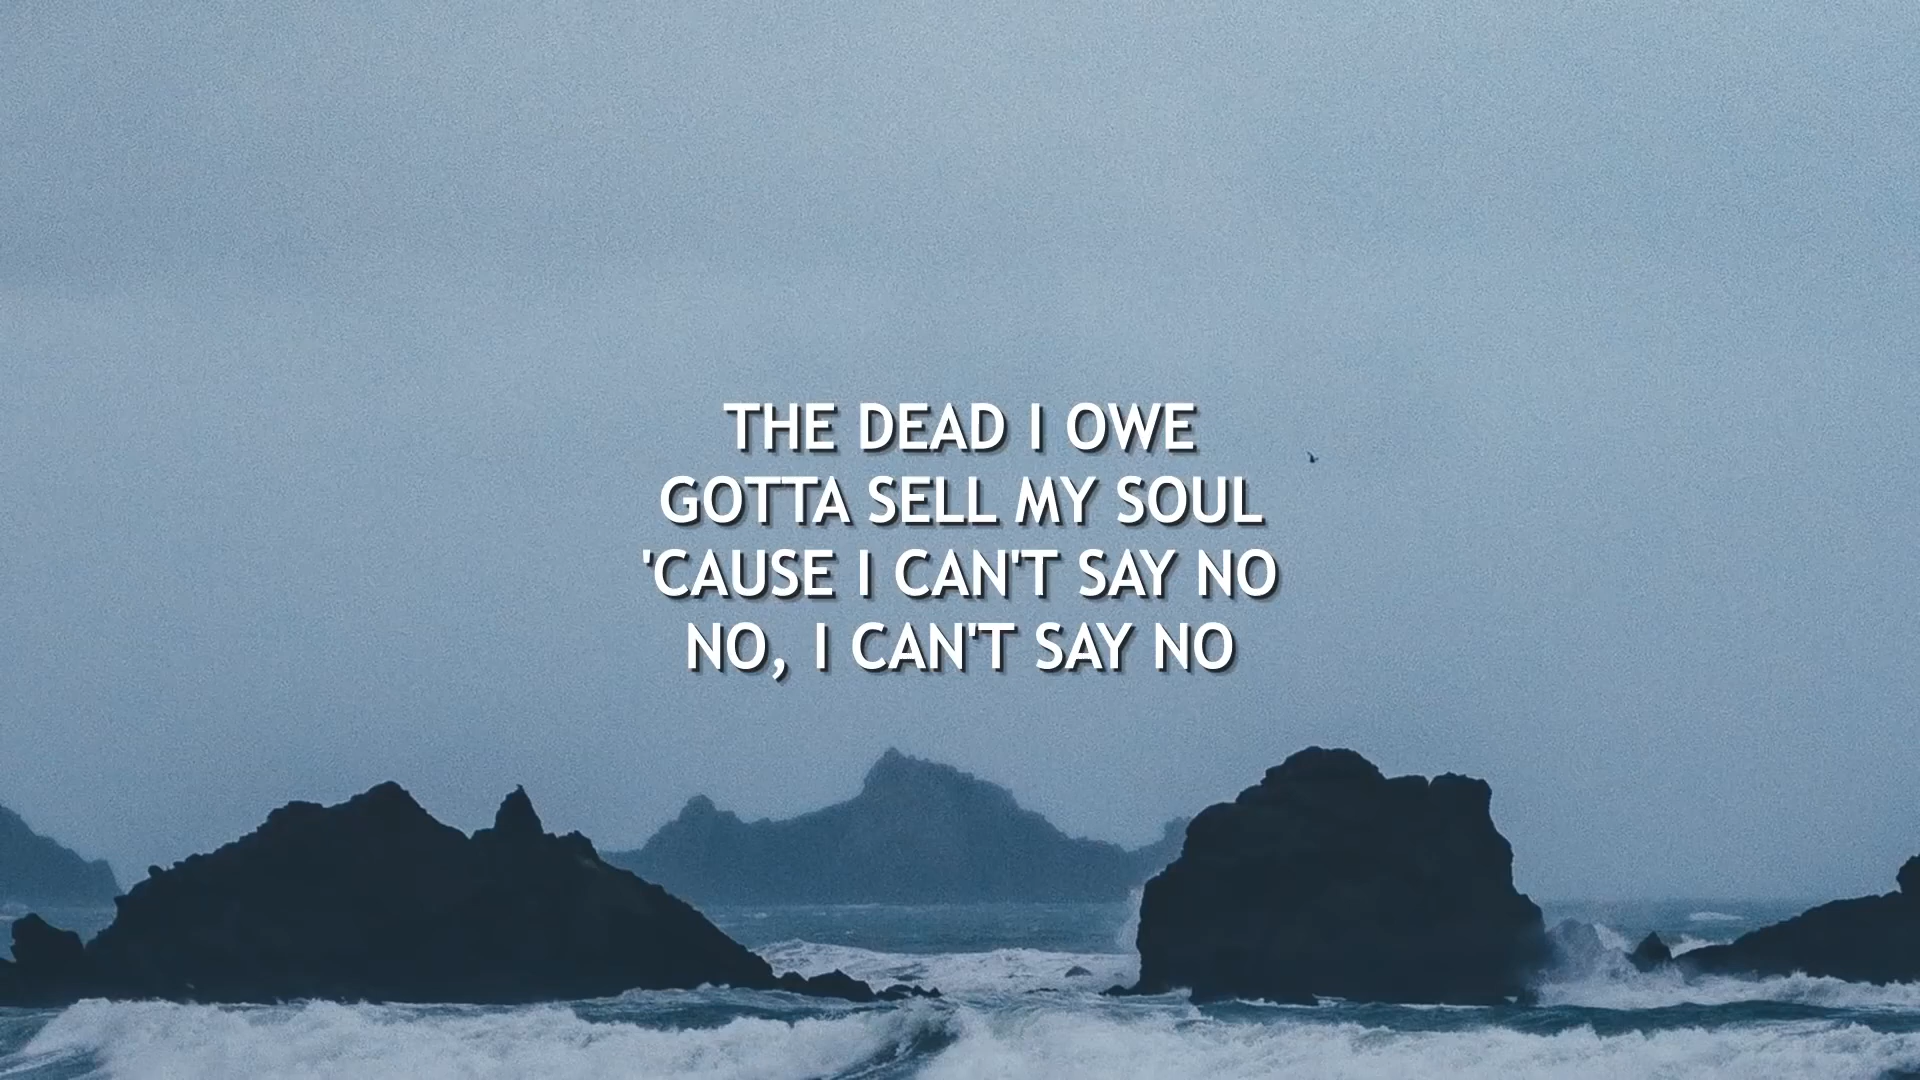 THE DEAD I OWE
GOTTA SELL MY SOUL
'CAUSE I CAN'T SAY NO
NO, I CAN'T SAY NO